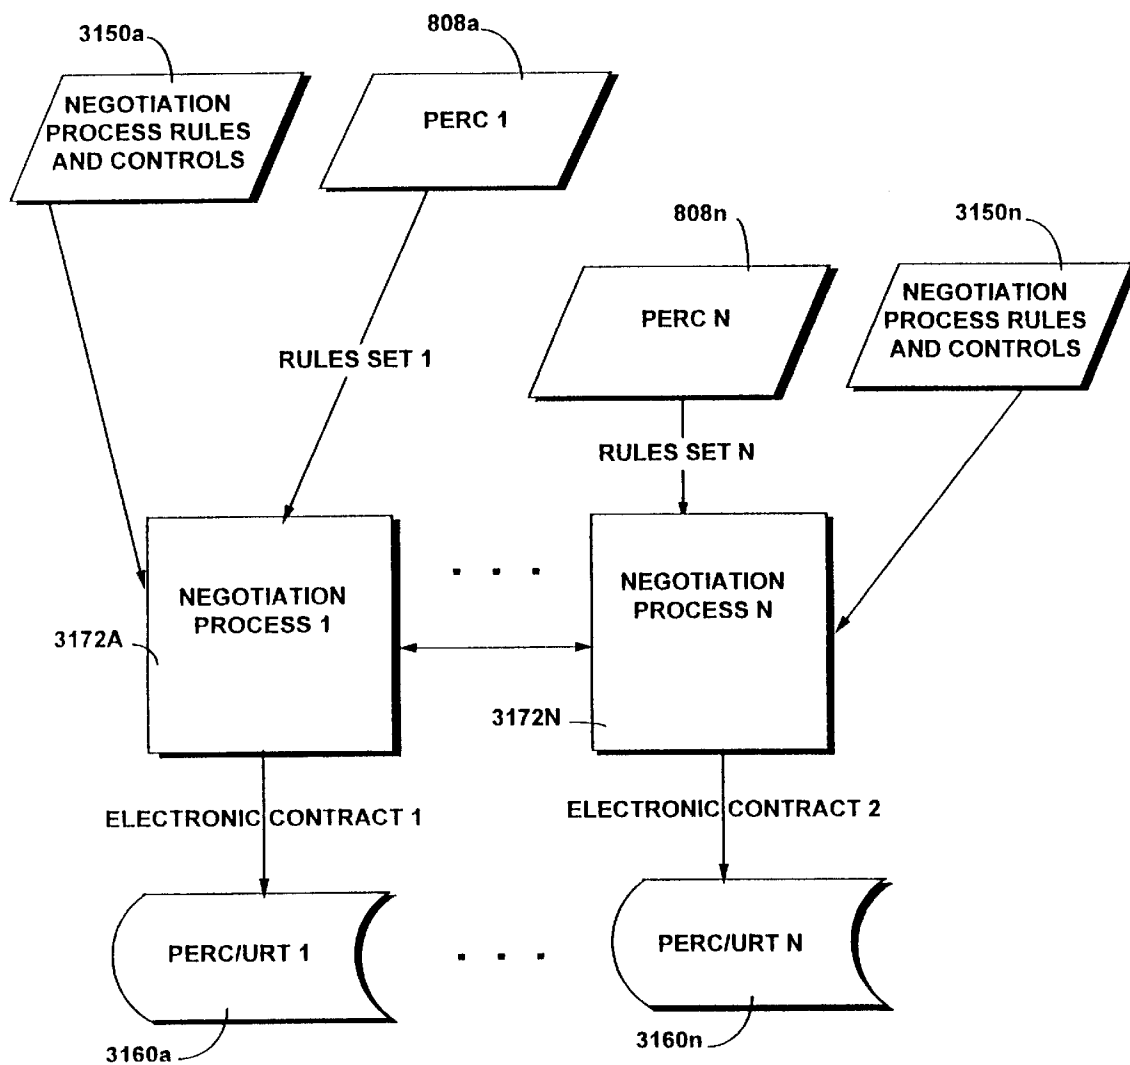 3150a
808a
NEGOTIATION
PROCESS RULES
AND CONTROLS
PERC 1
808n
3150n
PERC N
NEGOTIATION
PROCESS RULES
AND CONTROLS
RULES SET 1
RULES SET N
NEGOTIATION
PROCESS 1
. . .
NEGOTIATION
PROCESS N
3172A
3172N
ELECTRONIC CONTRACT 1
ELECTRONIC CONTRACT 2
PERC/URT 1
. . .
PERC/URT N
3160a
3160n